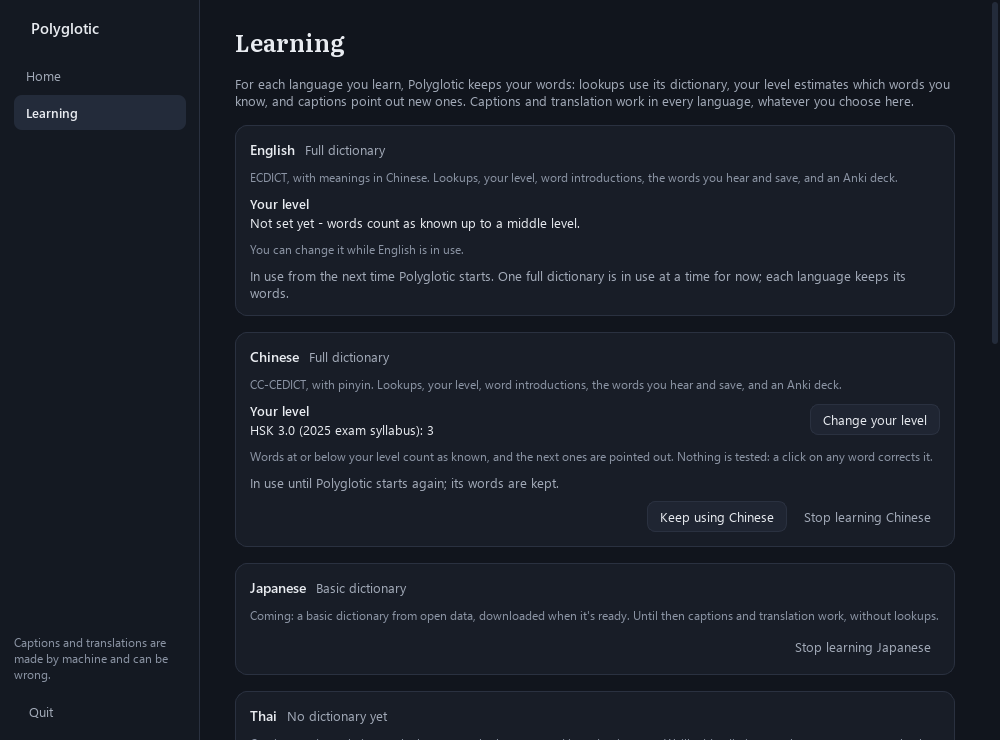 Polyglotic
Home
Learning
Captions and translations are
made by machine and can be
wrong.
Quit
Learning
For each language you learn, Polyglotic keeps your words: lookups use its dictionary, your level estimates which words you
know, and captions point out new ones. Captions and translation work in every language, whatever you choose here.
English Full dictionary
ECDICT, with meanings in Chinese. Lookups, your level, word introductions, the words you hear and save, and an Anki deck.
Your level
Not set yet - words count as known up to a middle level.
You can change it while English is in use.
In use from the next time Polyglotic starts. One full dictionary is in use at a time for now; each language keeps its
words.
Chinese Full dictionary
CC-CEDICT, with pinyin. Lookups, your level, word introductions, the words you hear and save, and an Anki deck.
Your level
HSK 3.0 (2025 exam syllabus): 3
Change your level
Words at or below your level count as known, and the next ones are pointed out. Nothing is tested: a click on any word corrects it.
In use until Polyglotic starts again; its words are kept.
Keep using Chinese Stop learning Chinese
Japanese Basic dictionary
Coming: a basic dictionary from open data, downloaded when it's ready. Until then captions and translation work, without lookups.
Stop learning Japanese
Thai No dictionary yet